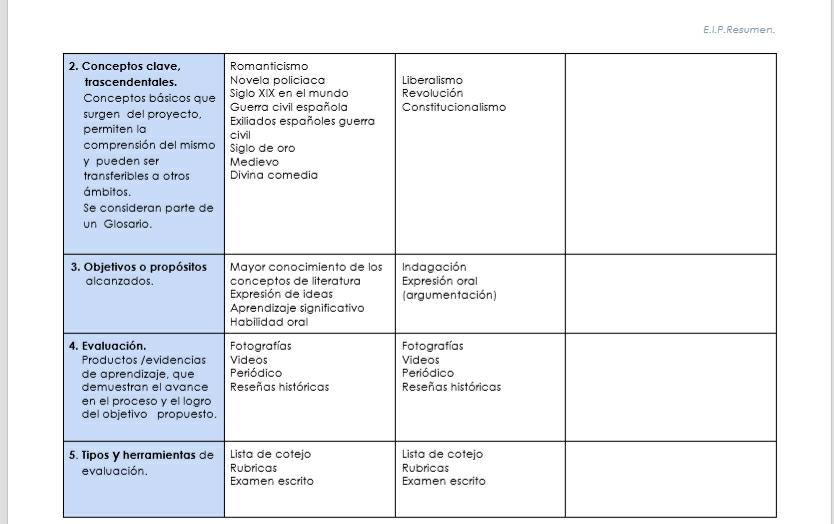 E.I.P.Resumen.
2. Conceptos clave,
trascendentales.
Conceptos básicos que
surgen del proyecto,
permiten la
comprensión del mismo
y pueden ser
transferibles a otros
ámbitos.
Se consideran parte de
un Glosario.
Romanticismo
Novela policiaca
Siglo XIX en el mundo
Guerra civil española
Exiliados españoles guerra
civil
Siglo de oro
Medievo
Divina comedia
Liberalismo
Revolución
Constitucionalismo
3. Objetivos o propósitos
alcanzados.
Mayor conocimiento de los
conceptos de literatura
Expresión de ideas
Aprendizaje significativo
Habilidad oral
Indagación
Expresión oral
(argumentación)
4. Evaluación.
Productos /evidencias
de aprendizaje, que
demuestran el avance
en el proceso y el logro
del objetivo propuesto.
Fotografías
Videos
Periódico
Reseñas históricas
Fotografías
Videos
Periódico
Reseñas históricas
5. Tipos y herramientas de
evaluación.
Lista de cotejo
Rubricas
Examen escrito
Lista de cotejo
Rubricas
Examen escrito